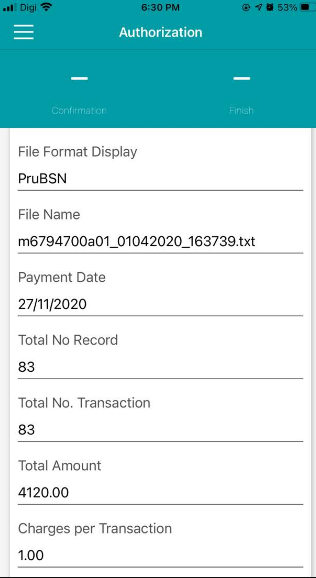 Digi 6:30 PM 53%
Authorization
Confirmation Finish
File Format Display
PruBSN
File Name
m6794700a01_01042020_163739.txt
Payment Date
27/11/2020
Total No Record
83
Total No. Transaction
83
Total Amount
4120.00
Charges per Transaction
1.00